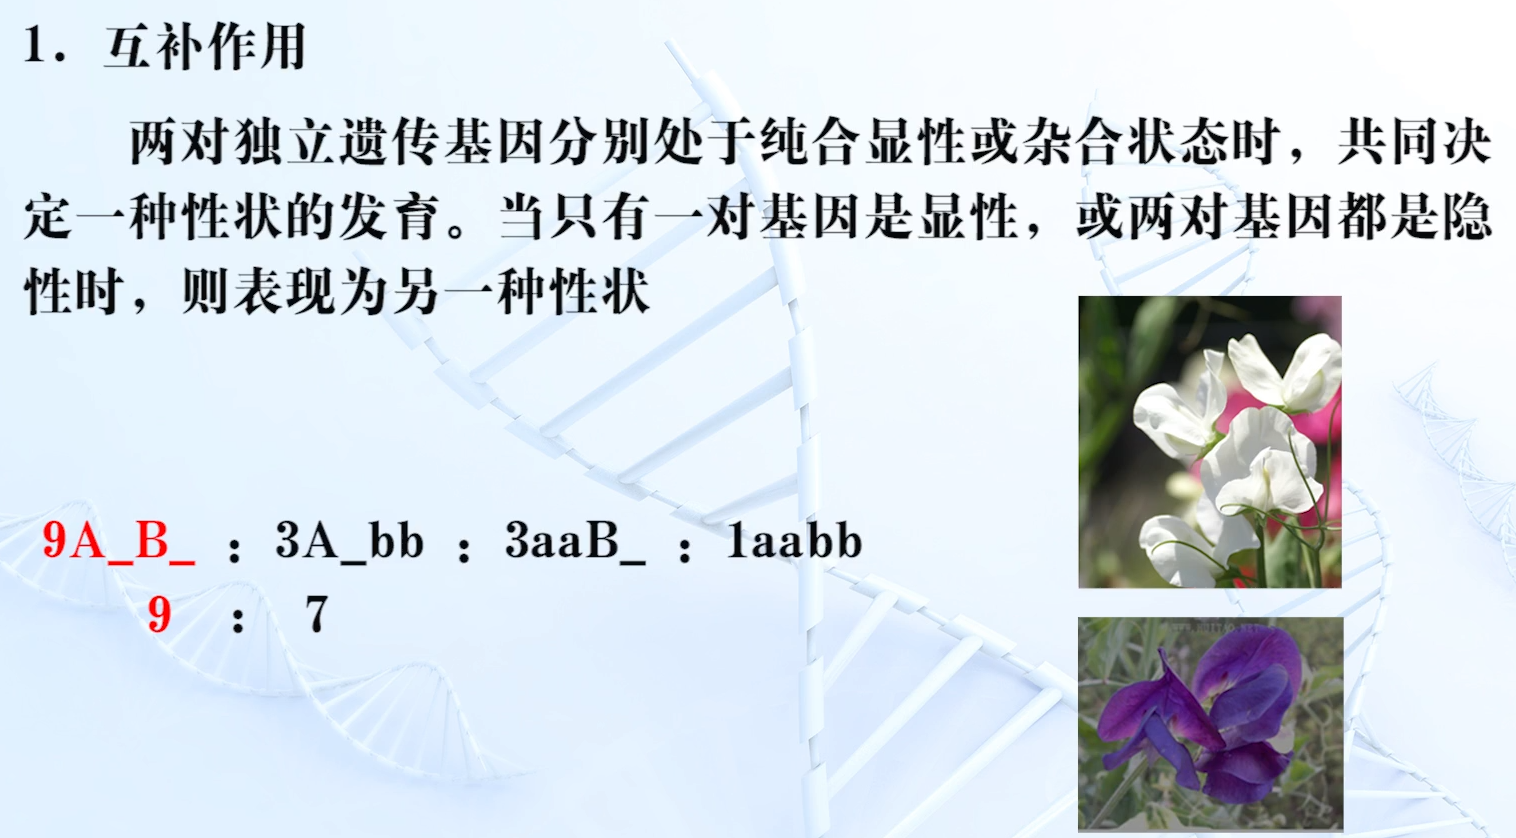 1. 互补作用
两对独立遗传基因分别处于纯合显性或杂合状态时，共同决
定一种性状的发育。当只有一对基因是显性，或两对基因都是隐
性时，则表现为另一种性状
9A_B_ ：3A_bb ：3aaB_ ：1aabb
9 ： 7